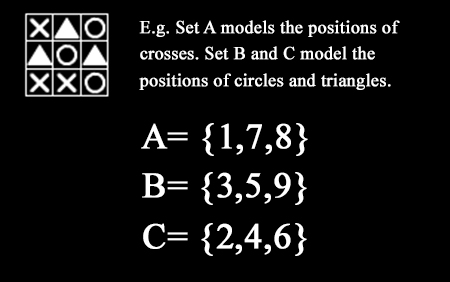 E.g. Set A models the positions of
crosses. Set B and C model the
positions of circles and triangles.
A= {1,7,8}
B= {3,5,9}
C= {2,4,6}